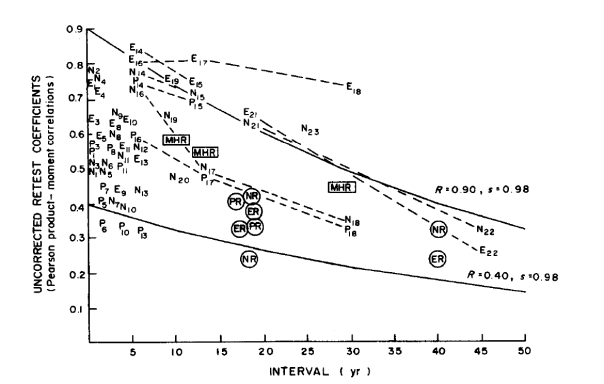 UNCORRECTED RETEST COEFFICIENTS
(Pearson product-moment correlations)
0.9
0.8
0.7
0.6
0.5
0.4
0.3
0.2
0.1
E14
E16
E17
N14
E19
E15
P14
N16
N15
P15
E18
N2
N4
E1
E2
E3
N9
E8
E10
N19
E21
N21
N23
E5
N8
P16
MHR
P3
P8
E11
N12
MHR
N3
N6
N11
E13
P11
N1
N5
N17
P17
N20
MHR
P7
E9
N13
P5
N7
N10
P6
P10
P13
PR
NR
ER
ER
PR
NR
N18
P18
NR
ER
N22
E22
R=0.90, s=0.98
R=0.40, s=0.98
0
5
10
15
20
25
30
35
40
45
50
INTERVAL ( yr )